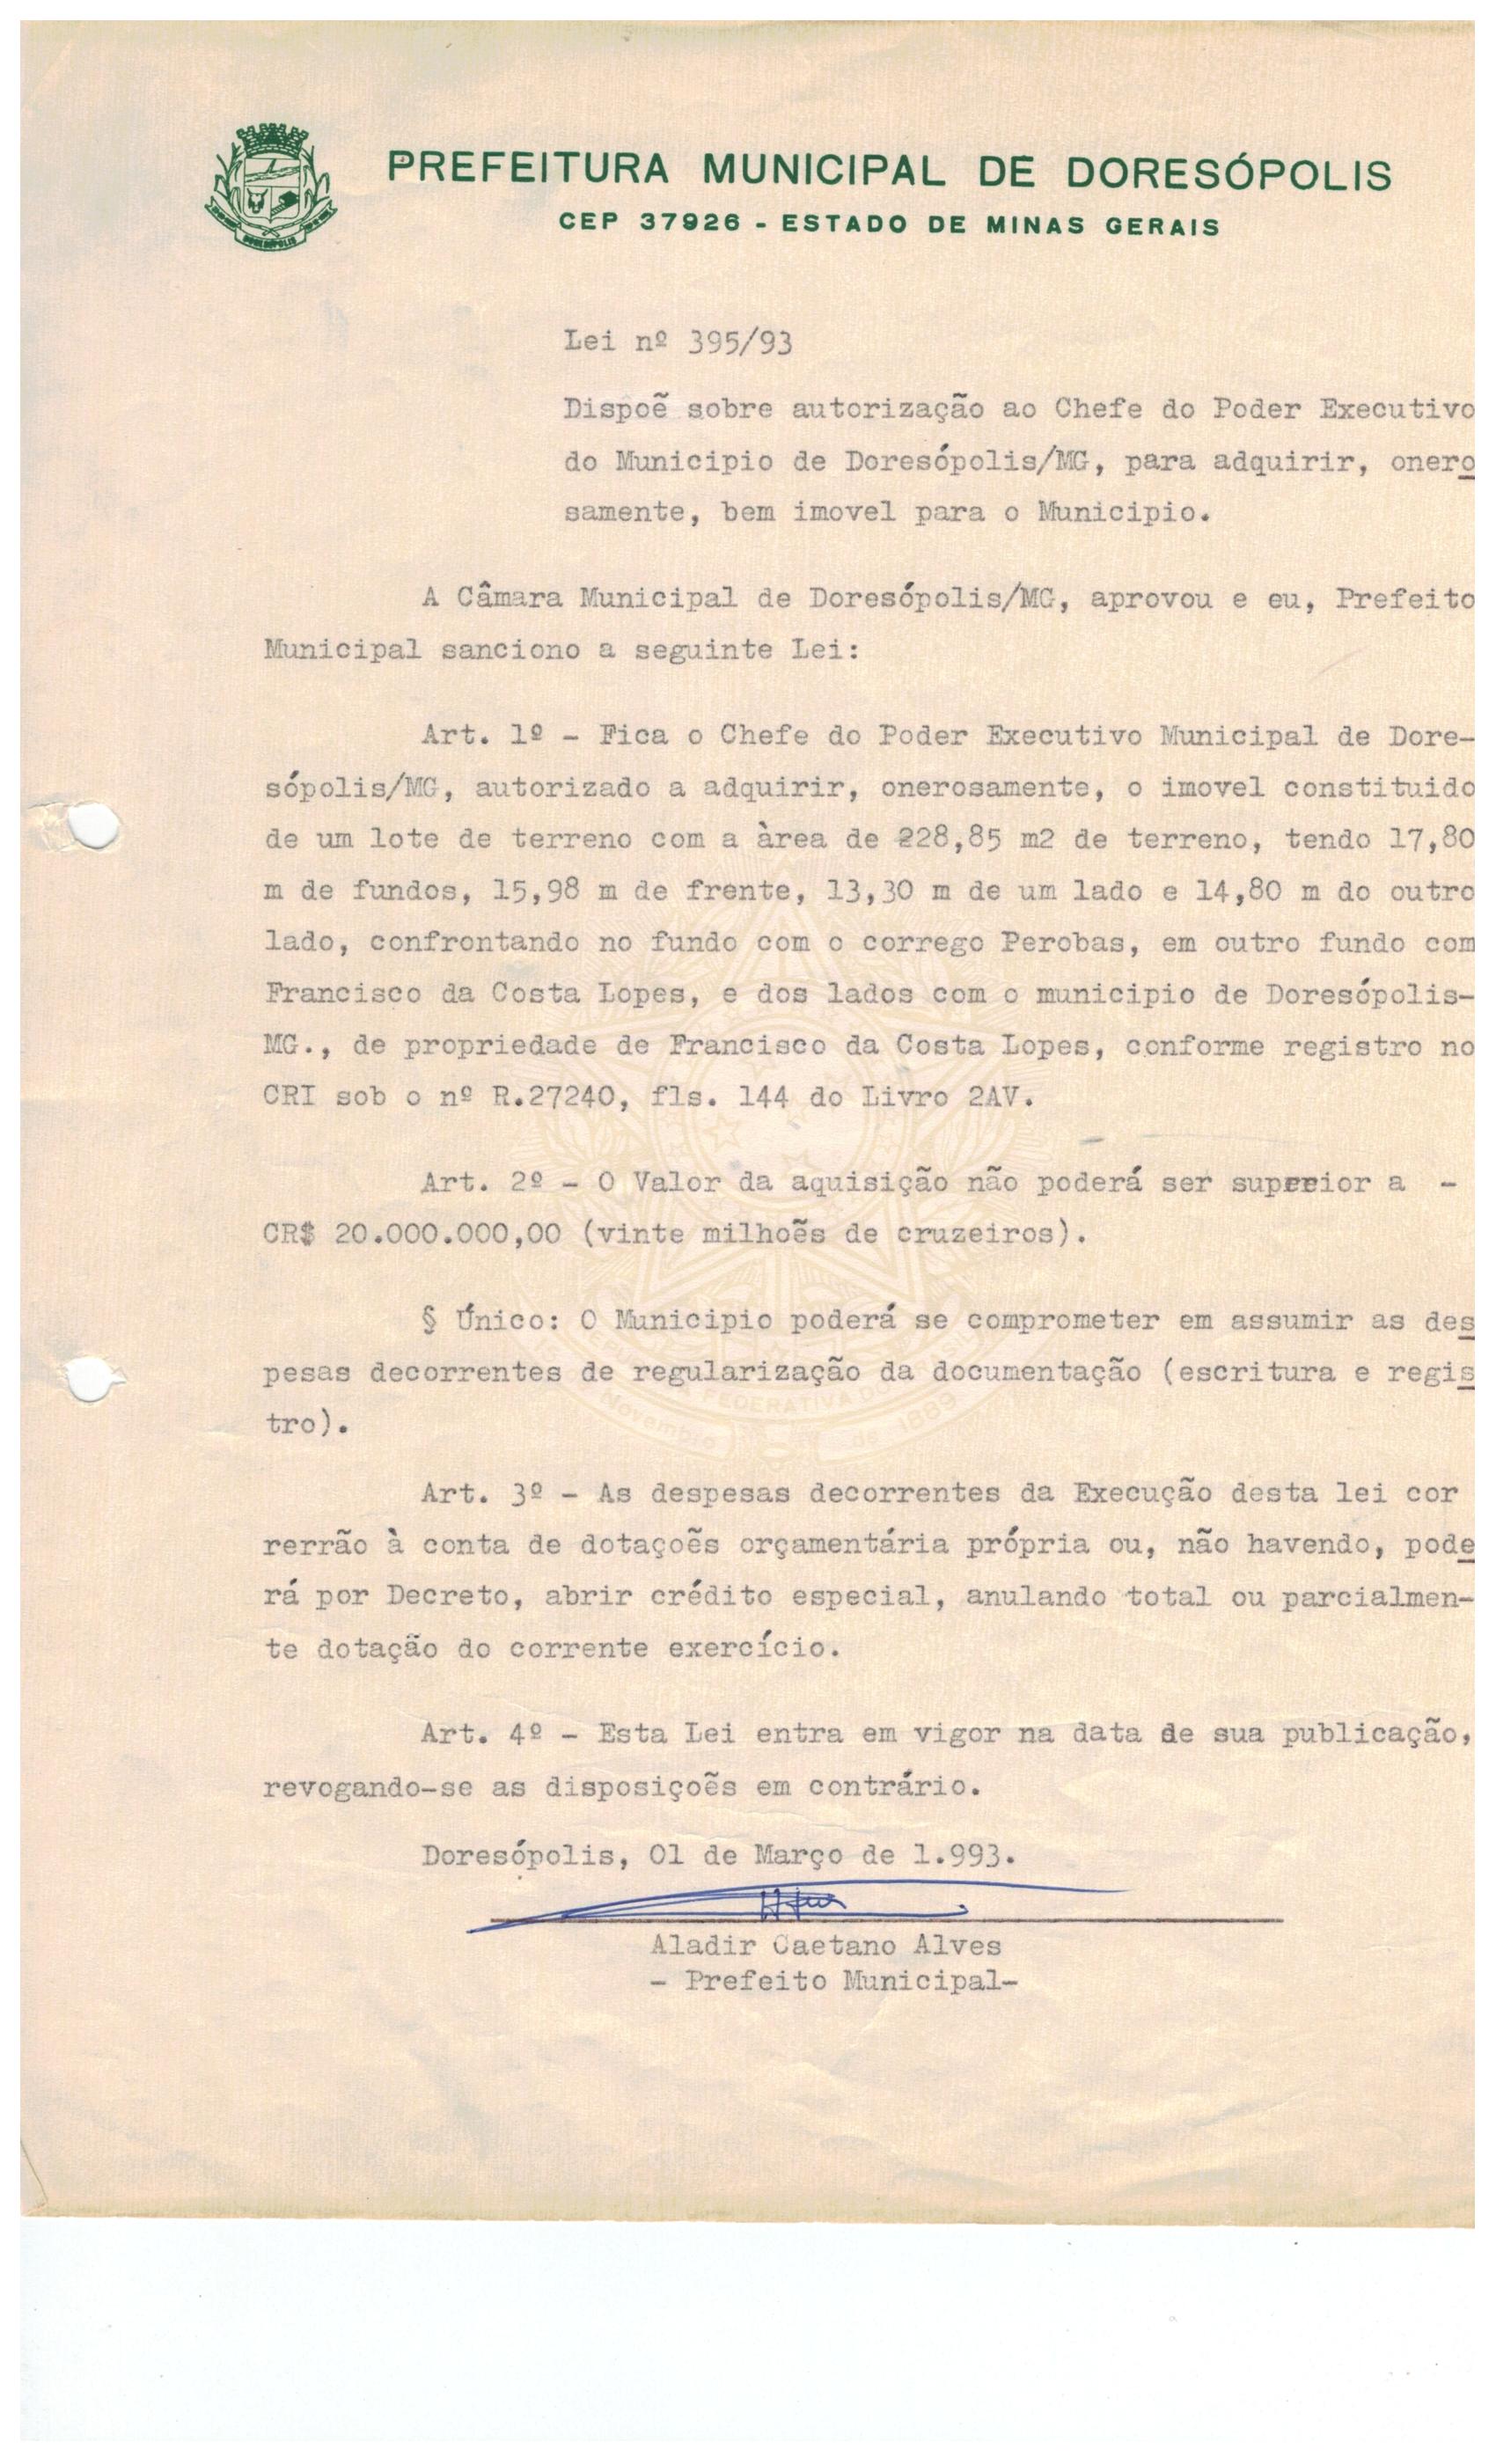 PREFEITURA MUNICIPAL DE DORESÓPOLIS
CEP 37926 - ESTADO DE MINAS GERAIS
DORESÓPOLIS
Lei nº 395/93
Dispoẽ sobre autorização ao Chefe do Poder Executivo
do Municipio de Doresópolis/MG, para adquirir, onero
samente, bem imovel para o Municipio.
A Câmara Municipal de Doresópolis/MG, aprovou e eu, Prefeito
Municipal sanciono a seguinte Lei:
Art. 1º - Fica o Chefe do Poder Executivo Municipal de Dore-
sópolis/MG, autorizado a adquirir, onerosamente, o imovel constituido
de um lote de terreno com a àrea de 228,85 m2 de terreno, tendo 17,80
m de fundos, 15,98 m de frente, 13,30 m de um lado e 14,80 m do outro
lado, confrontando no fundo com o corrego Perobas, em outro fundo com
Francisco da Costa Lopes, e dos lados com o municipio de Doresópolis-
MG., de propriedade de Francisco da Costa Lopes, conforme registro no
CRI sob o nº R.27240, fls. 144 do Livro 2AV.
Art. 2º - O Valor da aquisição não poderá ser superior a -
CR$ 20.000.000,00 (vinte milhoẽs de cruzeiros).
§ Único: O Municipio poderá se comprometer em assumir as des
pesas decorrentes de regularização da documentação (escritura e regis
tro).
FEDERATIVA DO
Novembro de 1889
Art. 3º - As despesas decorrentes da Execução desta lei cor
rerrão à conta de dotaçoẽs orçamentária própria ou, não havendo, pode
rá por Decreto, abrir crédito especial, anulando total ou parcialmen-
te dotação do corrente exercício.
Art. 4º - Esta Lei entra em vigor na data de sua publicação,
revogando-se as disposiçoẽs em contrário.
Doresópolis, 01 de Março de 1.993.
Aladir Caetano Alves
- Prefeito Municipal-